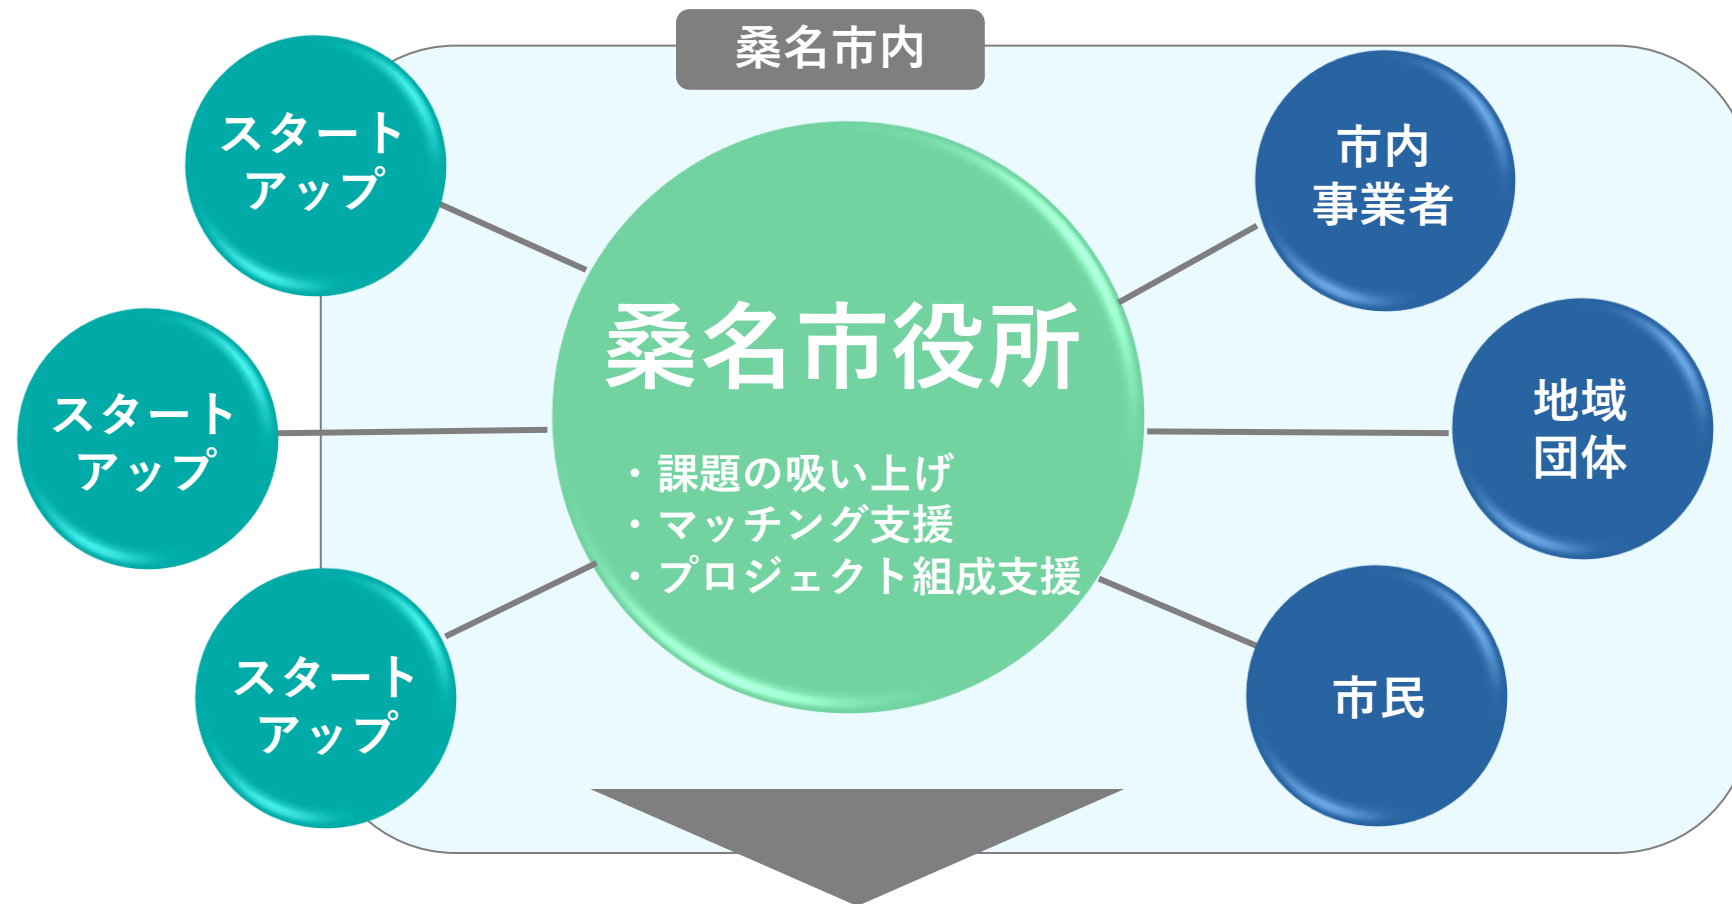 桑名市内
スタート
アップ
スタート
アップ
スタート
アップ
桑名市役所
・課題の吸い上げ
・マッチング支援
・プロジェクト組成支援
市内
事業者
地域
団体
市民